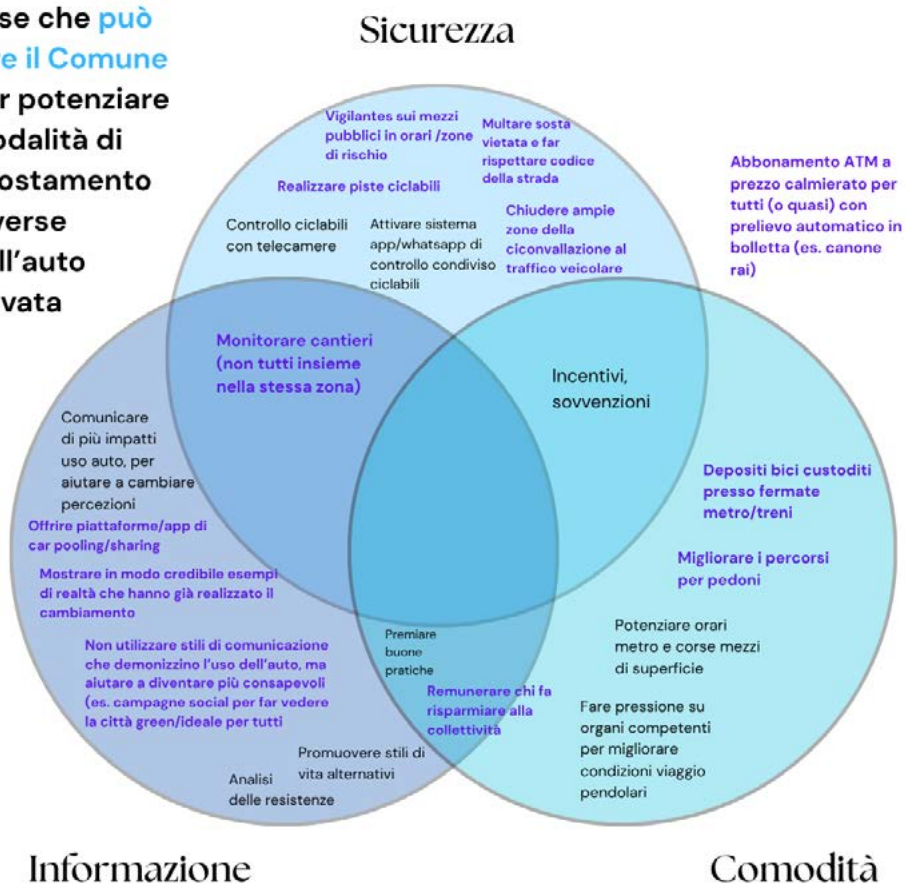 se che può
re il Comune
r potenziare
odalità di
ostamento
verse
ll'auto
vata
Sicurezza
Vigilantes sui mezzi
pubblici in orari /zone
di rischio
Multare sosta
vietata e far
rispettare codice
della strada
Realizzare piste ciclabili
Controllo ciclabili
con telecamere
Attivare sistema
app/whatsapp di
controllo condiviso
ciclabili
Chiudere ampie
zone della
ciconvallazione al
traffico veicolare
Abbonamento ATM a
prezzo calmierato per
tutti (o quasi) con
prelievo automatico in
bolletta (es. canone
rai)
Monitorare cantieri
(non tutti insieme
nella stessa zona)
Incentivi,
sovvenzioni
Comunicare
di più impatti
uso auto, per
aiutare a cambiare
percezioni
Offrire piattaforme/app di
car pooling/sharing
Mostrare in modo credibile esempi
di realtà che hanno già realizzato il
cambiamento
Non utilizzare stili di comunicazione
che demonizzino l'uso dell'auto, ma
aiutare a diventare più consapevoli
(es. campagne social per far vedere
la città green/ideale per tutti
Promuovere stili di
vita alternativi
Analisi
delle resistenze
Premiare
buone
pratiche
Remunerare chi fa
risparmiare alla
collettività
Depositi bici custoditi
presso fermate
metro/treni
Migliorare i percorsi
per pedoni
Potenziare orari
metro e corse mezzi
di superficie
Fare pressione su
organi competenti
per migliorare
condizioni viaggio
pendolari
Informazione
Comodità